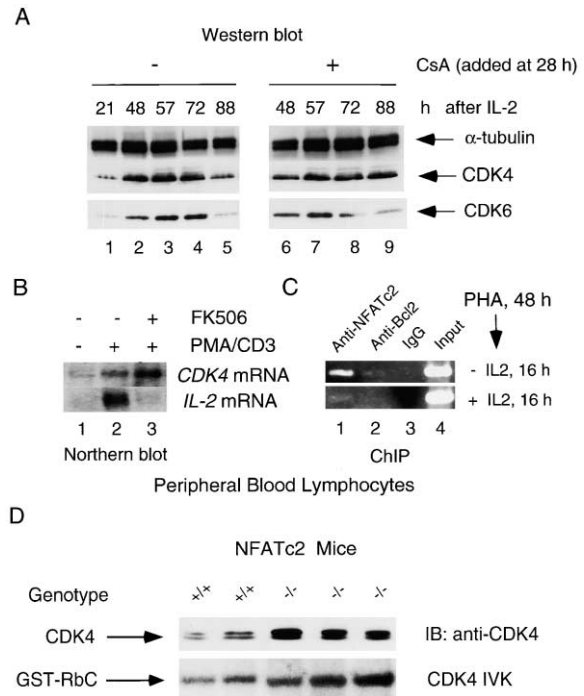 A
Western blot
- + CsA (added at 28 h)
21 48 57 72 88 48 57 72 88 h after IL-2
α-tubulin
CDK4
CDK6
1 2 3 4 5 6 7 8 9
B
- - + FK506
- + + PMA/CD3
CDK4 mRNA
IL-2 mRNA
1 2 3
Northern blot
C
Anti-NFATc2 Anti-Bcl2 IgG Input
PHA, 48 h
- IL2, 16 h
+ IL2, 16 h
1 2 3 4
ChIP
Peripheral Blood Lymphocytes
D
NFATc2 Mice
Genotype +/+ +/+ -/- -/- -/-
CDK4 IB: anti-CDK4
GST-RbC CDK4 IVK